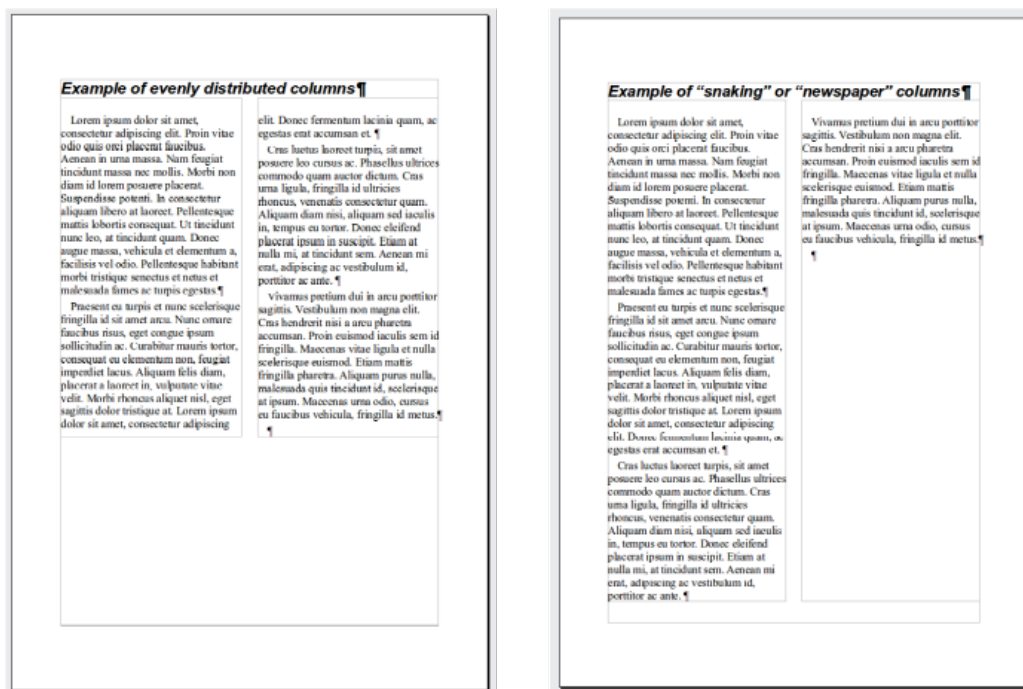 Example of evenly distributed columns¶
Lorem ipsum dolor sit amet,
consectetur adipiscing elit. Proin vitae
odio quis orci placerat faucibus.
Aenean in urna massa. Nam feugiat
tincidunt massa nec mollis. Morbi non
diam id lorem posuere placerat.
Suspendisse potenti. In consectetur
aliquam libero at laoreet. Pellentesque
mattis lobortis consequat. Ut tincidunt
nunc leo, at tincidunt quam. Donec
augue massa, vehicula et elementum a,
facilisis vel odio. Pellentesque habitant
morbi tristique senectus et netus et
malesuada fames ac turpis egestas.¶
Praesent eu turpis et nunc scelerisque
fringilla id sit amet arcu. Nunc ornare
faucibus risus, eget congue ipsum
sollicitudin ac. Curabitur mauris tortor,
consequat eu elementum non, feugiat
imperdiet lacus. Aliquam felis diam,
placerat a laoreet in, vulputate vitae
velit. Morbi rhoncus aliquet nisl, eget
sagittis dolor tristique at. Lorem ipsum
dolor sit amet, consectetur adipiscing
elit. Donec fermentum lacinia quam, ac
egestas erat accumsan et. ¶
Cras luctus laoreet turpis, sit amet
posuere leo cursus ac. Phasellus ultrices
commodo quam auctor dictum. Cras
urna ligula, fringilla id ultricies
rhoncus, venenatis consectetur quam.
Aliquam diam nisi, aliquam sed iaculis
in, tempus eu tortor. Donec eleifend
placerat ipsum in suscipit. Etiam at
nulla mi, at tincidunt sem. Aenean mi
erat, adipiscing ac vestibulum id,
porttitor ac ante. ¶
Vivamus pretium dui in arcu porttitor
sagittis. Vestibulum non magna elit.
Cras hendrerit nisi a arcu pharetra
accumsan. Proin euismod iaculis sem id
fringilla. Maecenas vitae ligula et nulla
scelerisque euismod. Etiam mattis
fringilla pharetra. Aliquam purus nulla,
malesuada quis tincidunt id, scelerisque
at ipsum. Maecenas urna odio, cursus
eu faucibus vehicula, fringilla id metus.¶
¶
Example of “snaking” or “newspaper” columns¶
Lorem ipsum dolor sit amet,
consectetur adipiscing elit. Proin vitae
odio quis orci placerat faucibus.
Aenean in urna massa. Nam feugiat
tincidunt massa nec mollis. Morbi non
diam id lorem posuere placerat.
Suspendisse potenti. In consectetur
aliquam libero at laoreet. Pellentesque
mattis lobortis consequat. Ut tincidunt
nunc leo, at tincidunt quam. Donec
augue massa, vehicula et elementum a,
facilisis vel odio. Pellentesque habitant
morbi tristique senectus et netus et
malesuada fames ac turpis egestas.¶
Praesent eu turpis et nunc scelerisque
fringilla id sit amet arcu. Nunc ornare
faucibus risus, eget congue ipsum
sollicitudin ac. Curabitur mauris tortor,
consequat eu elementum non, feugiat
imperdiet lacus. Aliquam felis diam,
placerat a laoreet in, vulputate vitae
velit. Morbi rhoncus aliquet nisl, eget
sagittis dolor tristique at. Lorem ipsum
dolor sit amet, consectetur adipiscing
elit. Donec fermentum lacinia quam, ac
egestas erat accumsan et. ¶
Cras luctus laoreet turpis, sit amet
posuere leo cursus ac. Phasellus ultrices
commodo quam auctor dictum. Cras
urna ligula, fringilla id ultricies
rhoncus, venenatis consectetur quam.
Aliquam diam nisi, aliquam sed iaculis
in, tempus eu tortor. Donec eleifend
placerat ipsum in suscipit. Etiam at
nulla mi, at tincidunt sem. Aenean mi
erat, adipiscing ac vestibulum id,
porttitor ac ante. ¶
Vivamus pretium dui in arcu porttitor
sagittis. Vestibulum non magna elit.
Cras hendrerit nisi a arcu pharetra
accumsan. Proin euismod iaculis sem id
fringilla. Maecenas vitae ligula et nulla
scelerisque euismod. Etiam mattis
fringilla pharetra. Aliquam purus nulla,
malesuada quis tincidunt id, scelerisque
at ipsum. Maecenas urna odio, cursus
eu faucibus vehicula, fringilla id metus.¶
¶